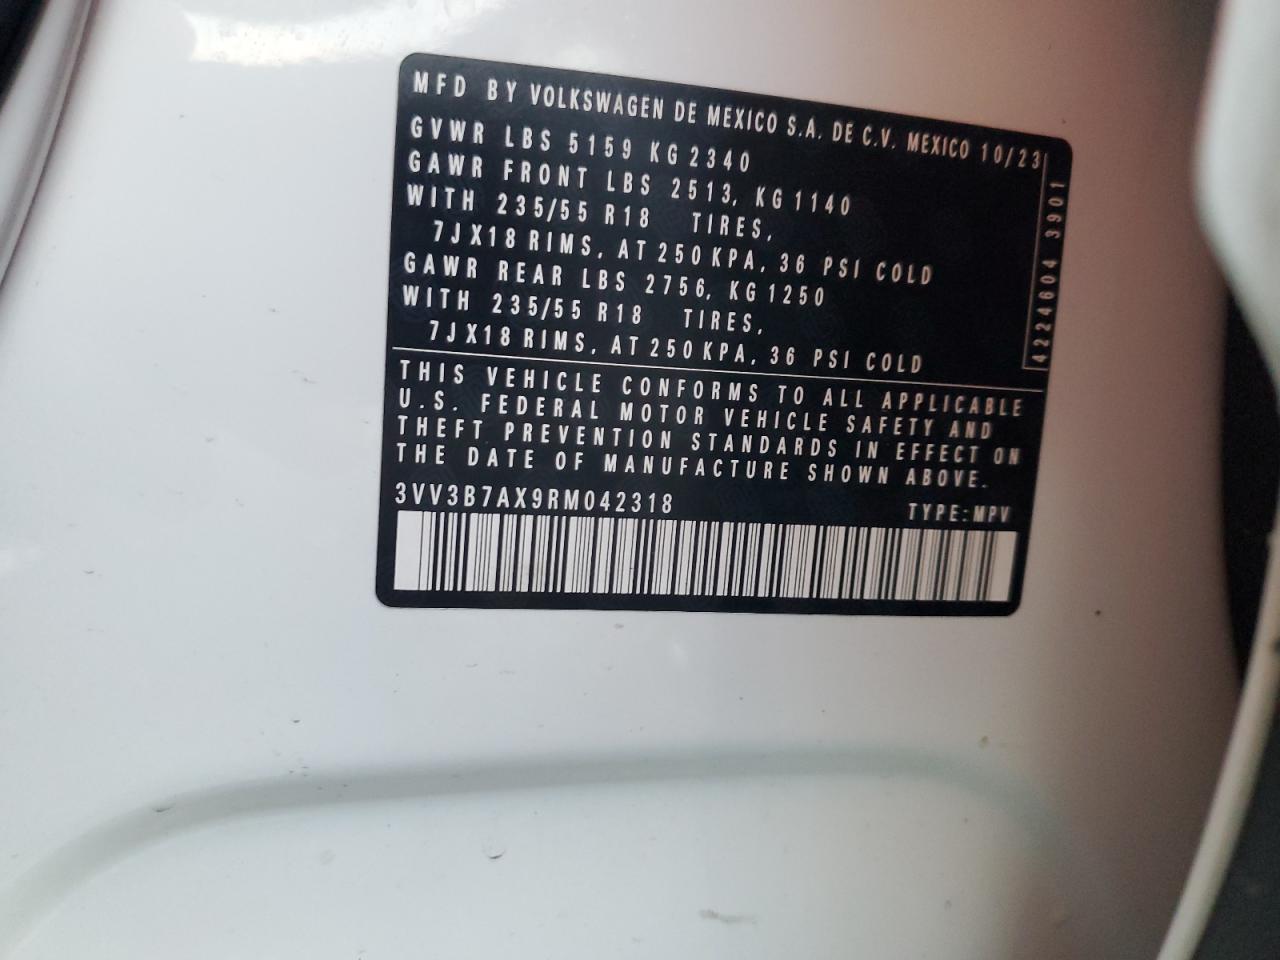 MFD BY VOLKSWAGEN DE MEXICO S.A. DE C.V. MEXICO 10/23
GVWR LBS 5159 KG 2340
GAWR FRONT LBS 2513, KG 1140
WITH 235/55 R18 TIRES,
7JX18 RIMS, AT 250 KPA, 36 PSI COLD
GAWR REAR LBS 2756, KG 1250
WITH 235/55 R18 TIRES,
7JX18 RIMS, AT 250 KPA, 36 PSI COLD
4224604 3901
THIS VEHICLE CONFORMS TO ALL APPLICABLE
U.S. FEDERAL MOTOR VEHICLE SAFETY AND
THEFT PREVENTION STANDARDS IN EFFECT ON
THE DATE OF MANUFACTURE SHOWN ABOVE.
3VV3B7AX9RM042318 TYPE:MPV